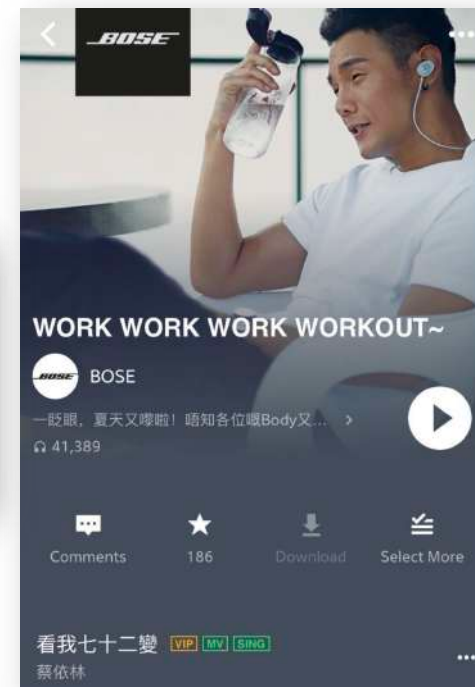 BOSE
WORK WORK WORK WORKOUT~
BOSE BOSE
一眨眼，夏天又嚟啦！唔知各位嘅Body又... >
41,389
Comments 186 Download Select More
看我七十二變 VIP MV SING
蔡依林